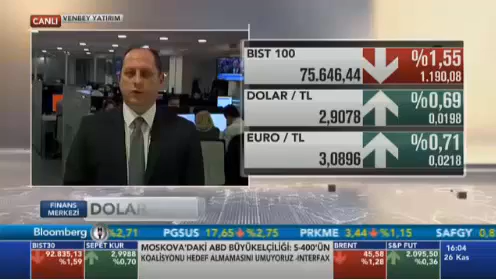 CANLI VENBEY YATIRIM
BIST 100 %1,55
75.646,44 1.190,08
DOLAR / TL %0,69
2,9078 0,0198
EURO / TL %0,71
3,0896 0,0218
FİNANS
MERKEZİ
DOLAR
Bloomberg %2,71 PGSUS 17,65 %2,75 PRKME 3,44 %1,15 SAFGY 0,8
BIST30 SEPET KUR MOSKOVA'DAKİ ABD BÜYÜKELÇİLİĞİ: S-400'ÜN BRENT S&P FUT 16:04
92.835,13 2,9988 KOALİSYONU HEDEF ALMAMASINI UMUYORUZ -INTERFAX 45,58 2.095,50 26 Kas
%1,59 %0,70 %1,28 %0,36